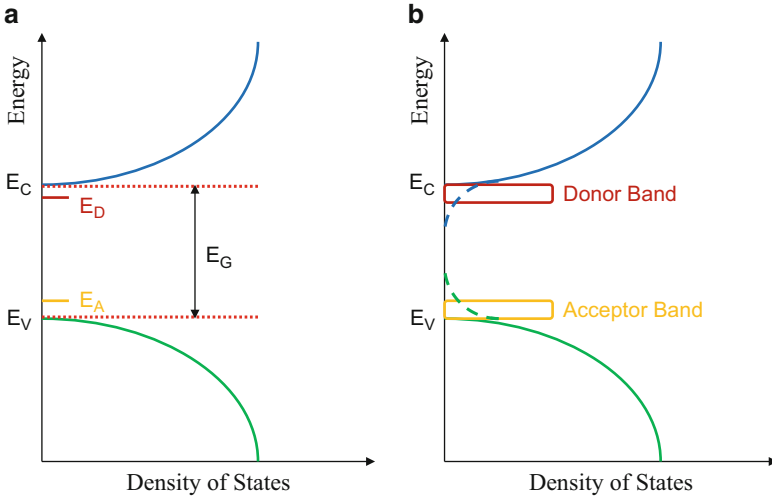 a
Energy
E_C
E_D
E_G
E_A
E_V
Density of States
b
Energy
E_C
Donor Band
Acceptor Band
E_V
Density of States